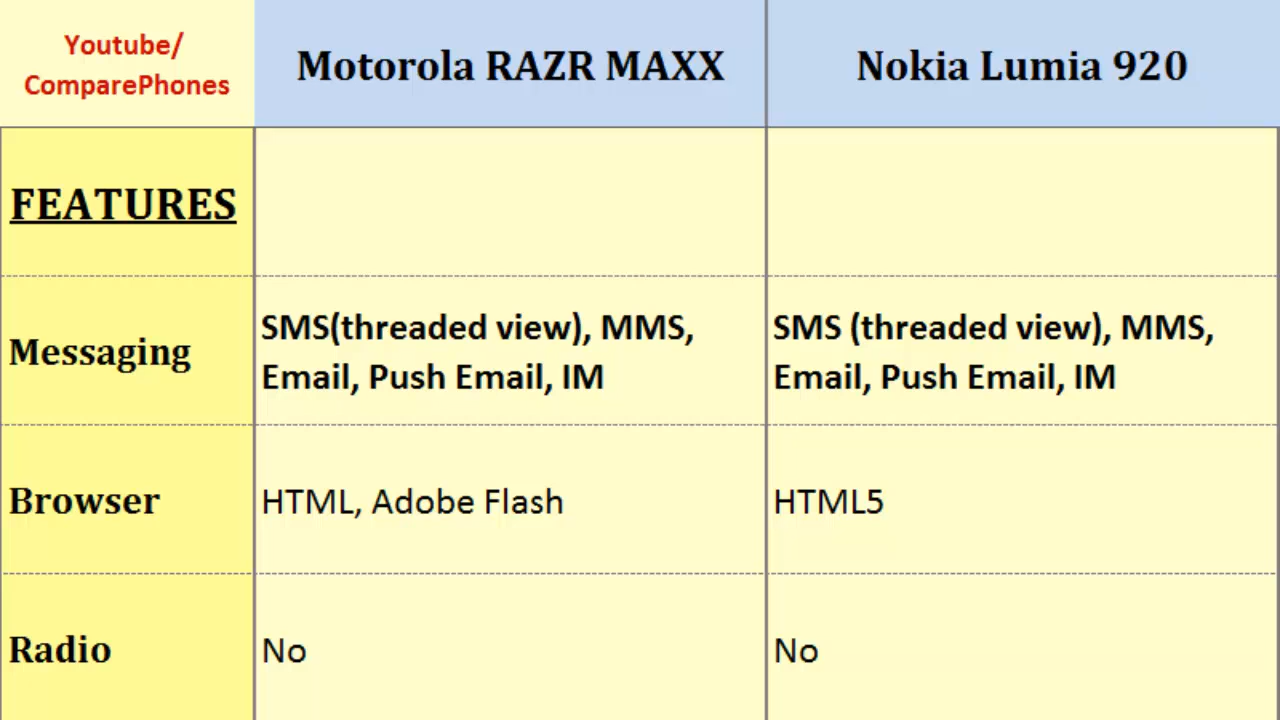 Youtube/
ComparePhones
Motorola RAZR MAXX
Nokia Lumia 920
FEATURES
Messaging
SMS(threaded view), MMS,
Email, Push Email, IM
SMS (threaded view), MMS,
Email, Push Email, IM
Browser
HTML, Adobe Flash
HTML5
Radio
No
No